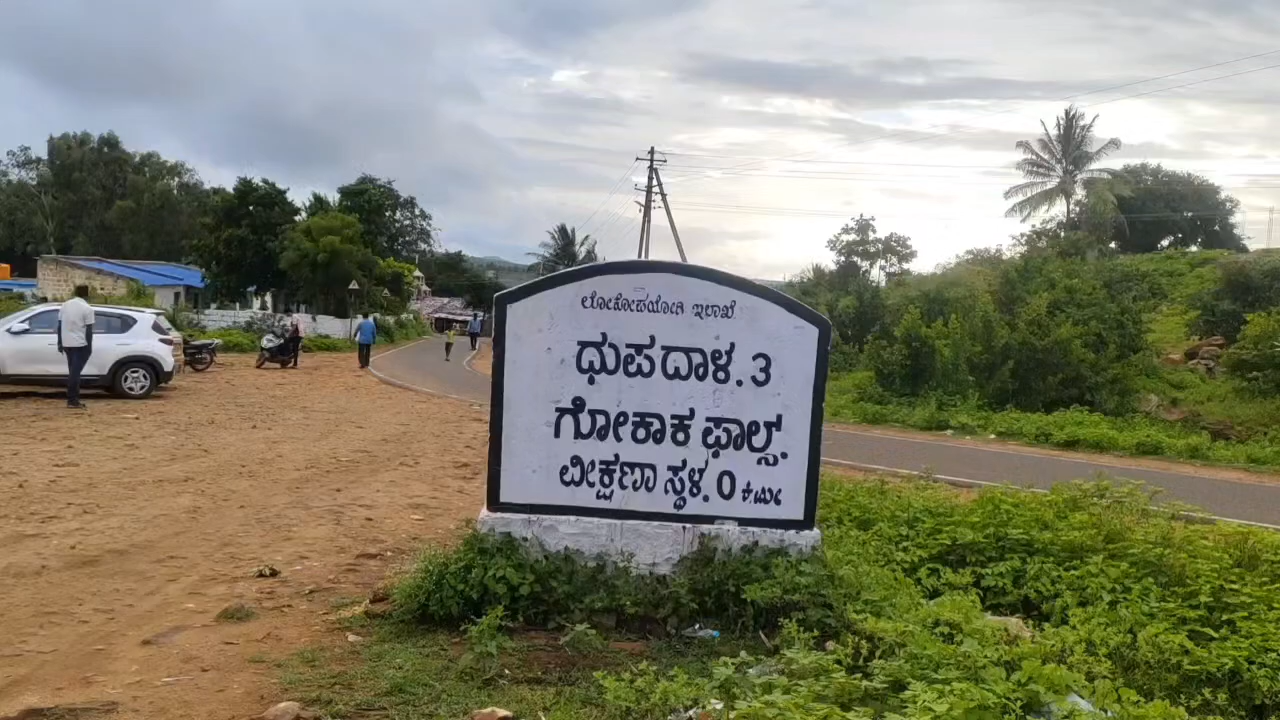 ಲೋಕೋಪಯೋಗಿ ಇಲಾಖೆ
ಧುಪದಾಳ. 3
ಗೋಕಾಕ ಫಾಲ್ಸ್.
ವೀಕ್ಷಣಾ ಸ್ಥಳ. 0 ಕಿ.ಮೀ